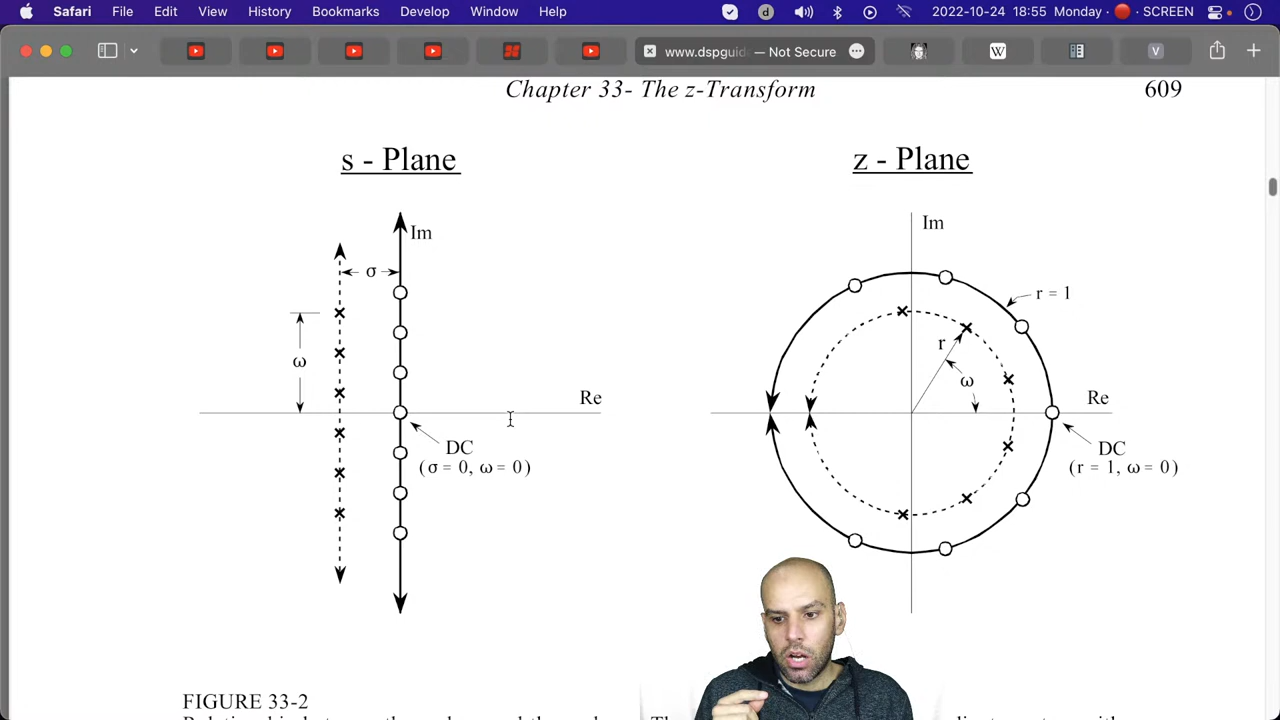 Safari File Edit View History Bookmarks Develop Window Help d 2022-10-24 18:55 Monday SCREEN
www.dspguid — Not Secure W V
Chapter 33- The z-Transform 609
s - Plane
z - Plane
Im
σ
ω
Re
DC
(σ = 0, ω = 0)
Im
r = 1
r
ω
Re
DC
(r = 1, ω = 0)
FIGURE 33-2